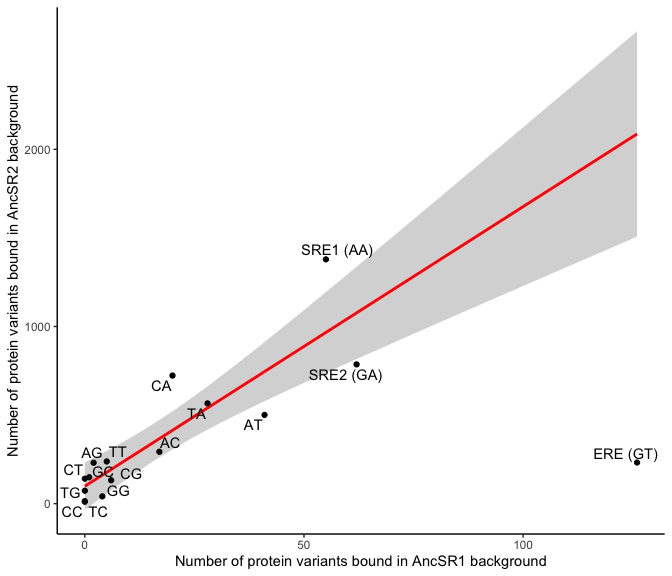 Number of protein variants bound in AncSR2 background
2000
1000
0
SRE1 (AA)
SRE2 (GA)
CA
TA
AT
ERE (GT)
AC
AG
TT
CT
GC
CG
TG
GG
CC
TC
0
50
100
Number of protein variants bound in AncSR1 background